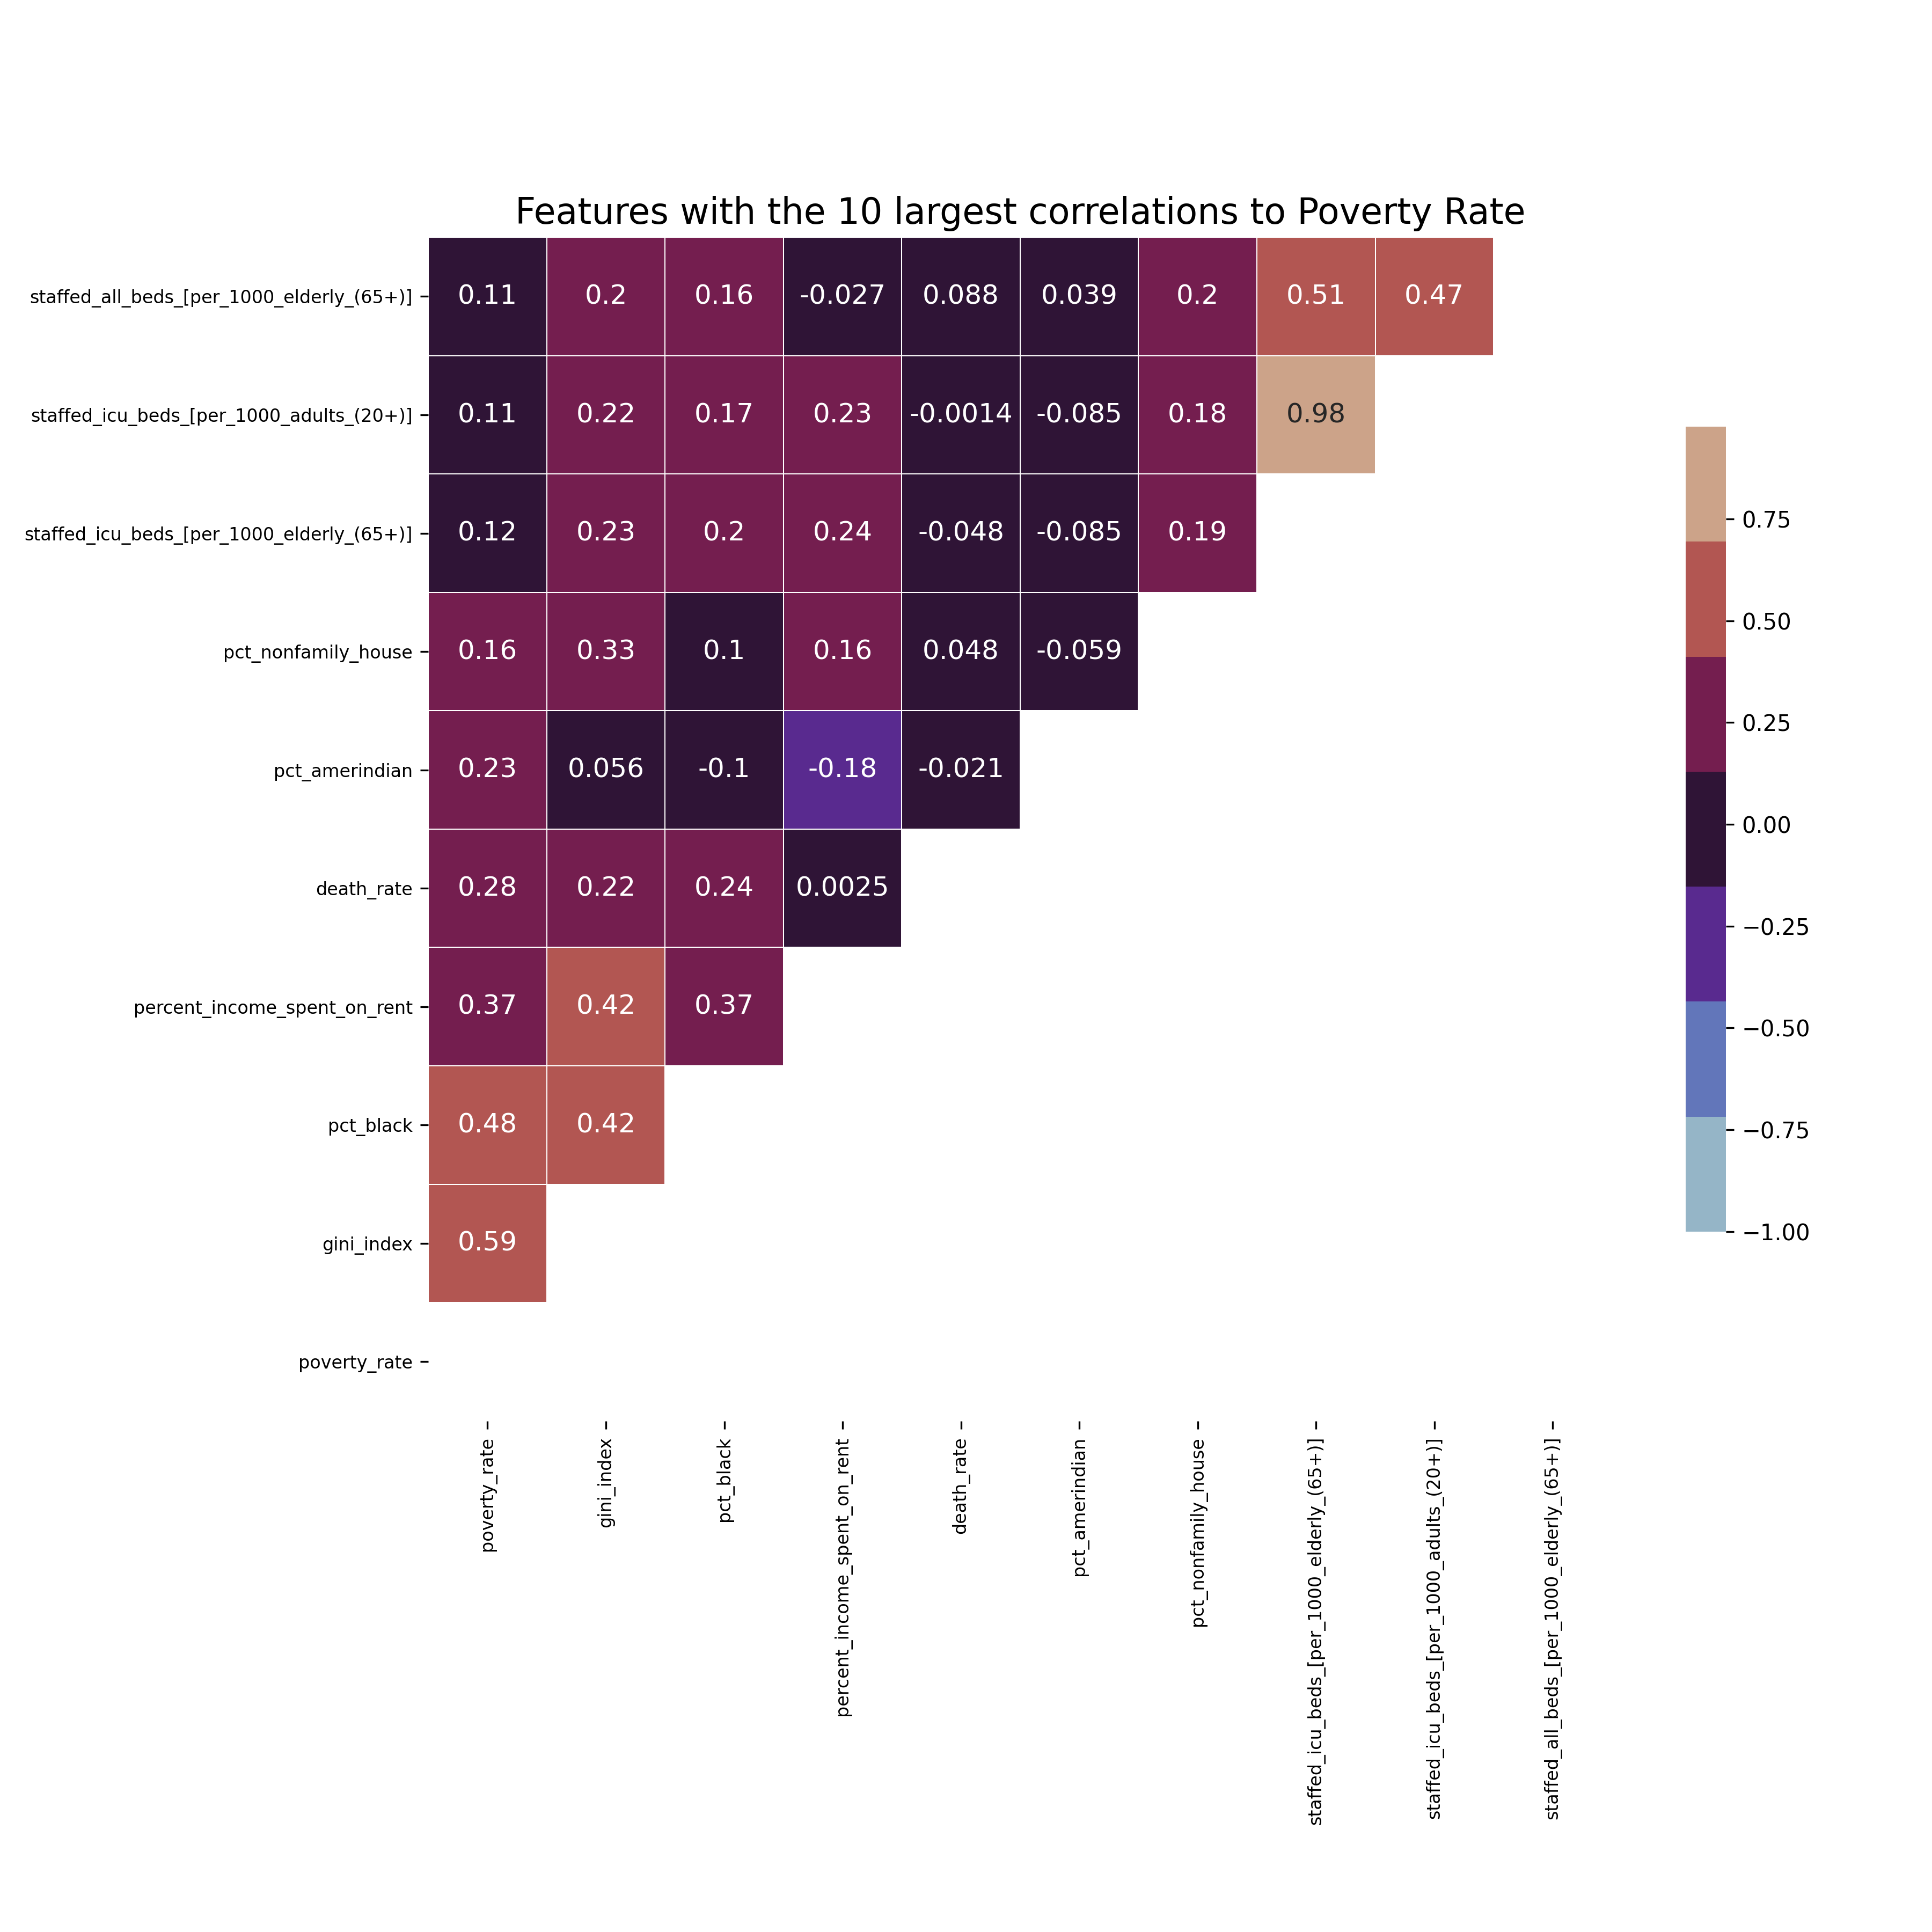 Features with the 10 largest correlations to Poverty Rate
staffed_all_beds_[per_1000_elderly_(65+)] 0.11 0.2 0.16 -0.027 0.088 0.039 0.2 0.51 0.47
staffed_icu_beds_[per_1000_adults_(20+)] 0.11 0.22 0.17 0.23 -0.0014 -0.085 0.18 0.98
staffed_icu_beds_[per_1000_elderly_(65+)] 0.12 0.23 0.2 0.24 -0.048 -0.085 0.19
pct_nonfamily_house 0.16 0.33 0.1 0.16 0.048 -0.059
pct_amerindian 0.23 0.056 -0.1 -0.18 -0.021
death_rate 0.28 0.22 0.24 0.0025
percent_income_spent_on_rent 0.37 0.42 0.37
pct_black 0.48 0.42
gini_index 0.59
poverty_rate
poverty_rate
gini_index
pct_black
percent_income_spent_on_rent
death_rate
pct_amerindian
pct_nonfamily_house
staffed_icu_beds_[per_1000_elderly_(65+)]
staffed_icu_beds_[per_1000_adults_(20+)]
staffed_all_beds_[per_1000_elderly_(65+)]
0.75
0.50
0.25
0.00
−0.25
−0.50
−0.75
−1.00